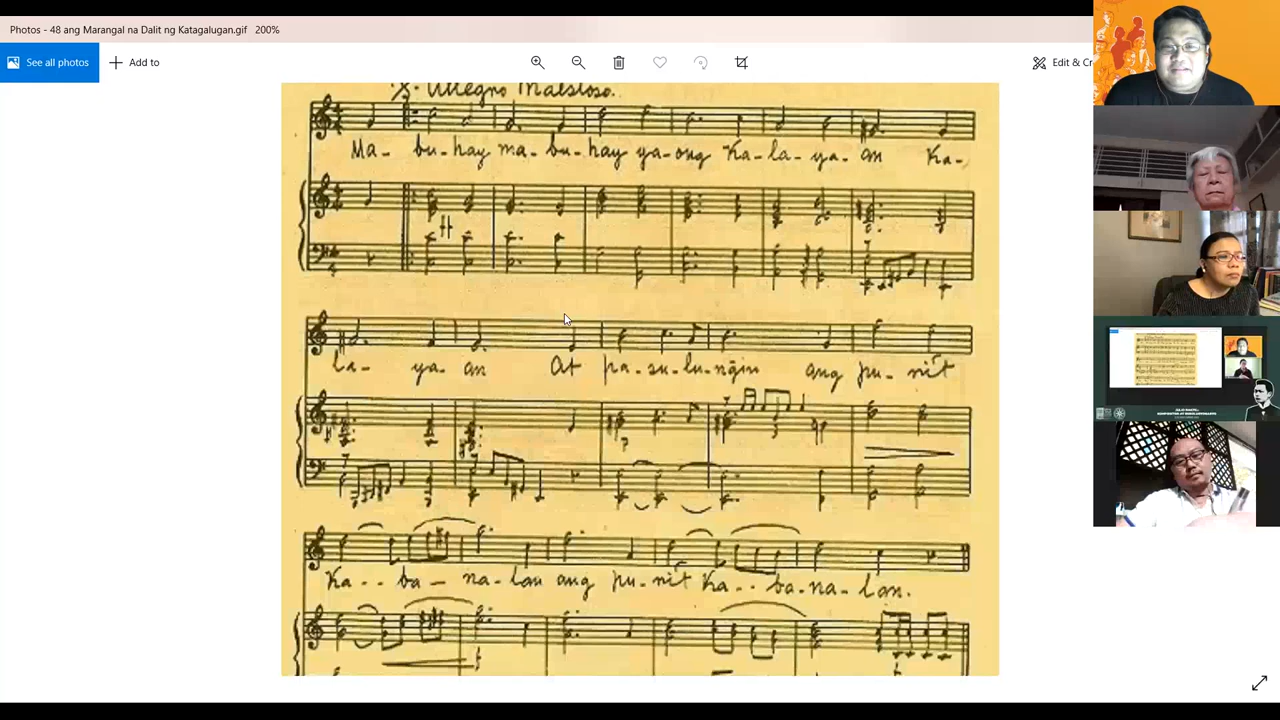 Photos - 48 ang Marangal na Dalit ng Katagalugan.gif 200%
See all photos
Add to
Edit & Cr
Allegro Maestoso.
Ma- bu-hay ma-bu-hay ya-ong Ka-la-ya-an Ka-
la- ya-an At pa-su-lu-ngin ang pu-rit
Ka-- ba- na-lan ang pu-rit Ka-- ba-na-lan.